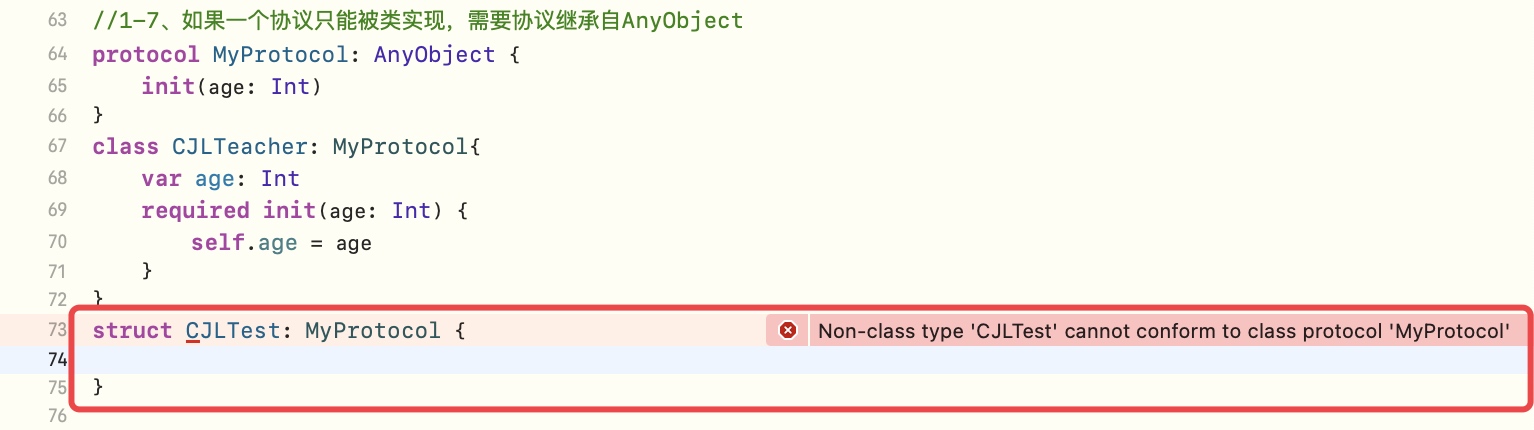 63 //1-7、如果一个协议只能被类实现，需要协议继承自AnyObject
64 protocol MyProtocol: AnyObject {
65     init(age: Int)
66 }
67 class CJLTeacher: MyProtocol{
68     var age: Int
69     required init(age: Int) {
70         self.age = age
71     }
72 }
73 struct CJLTest: MyProtocol { Non-class type 'CJLTest' cannot conform to class protocol 'MyProtocol'
74
75 }
76